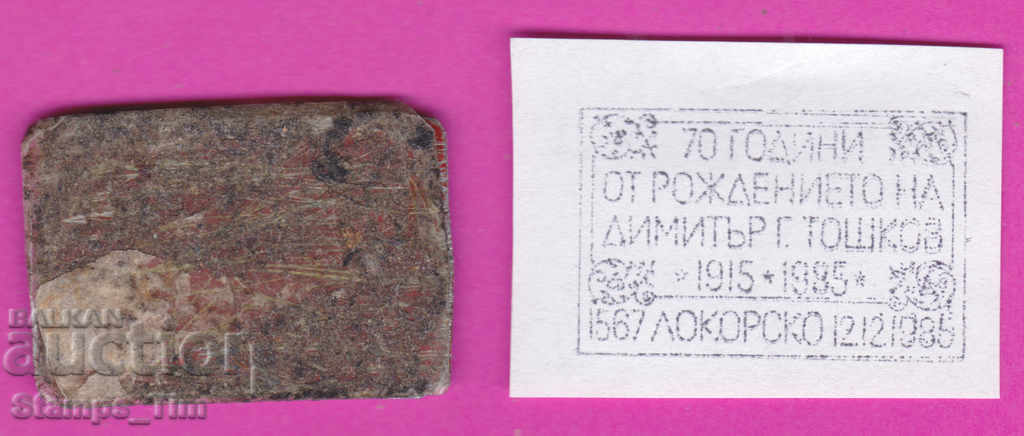 70 ГОДИНИ
ОТ РОЖДЕНИЕТО НА
ДИМИТЪР Г. ТОШКОВ
* 1915 * 1985 *
1567 ЛОКОРСКО 12.12.1985
BALKAN
auction
Stamps_Tim